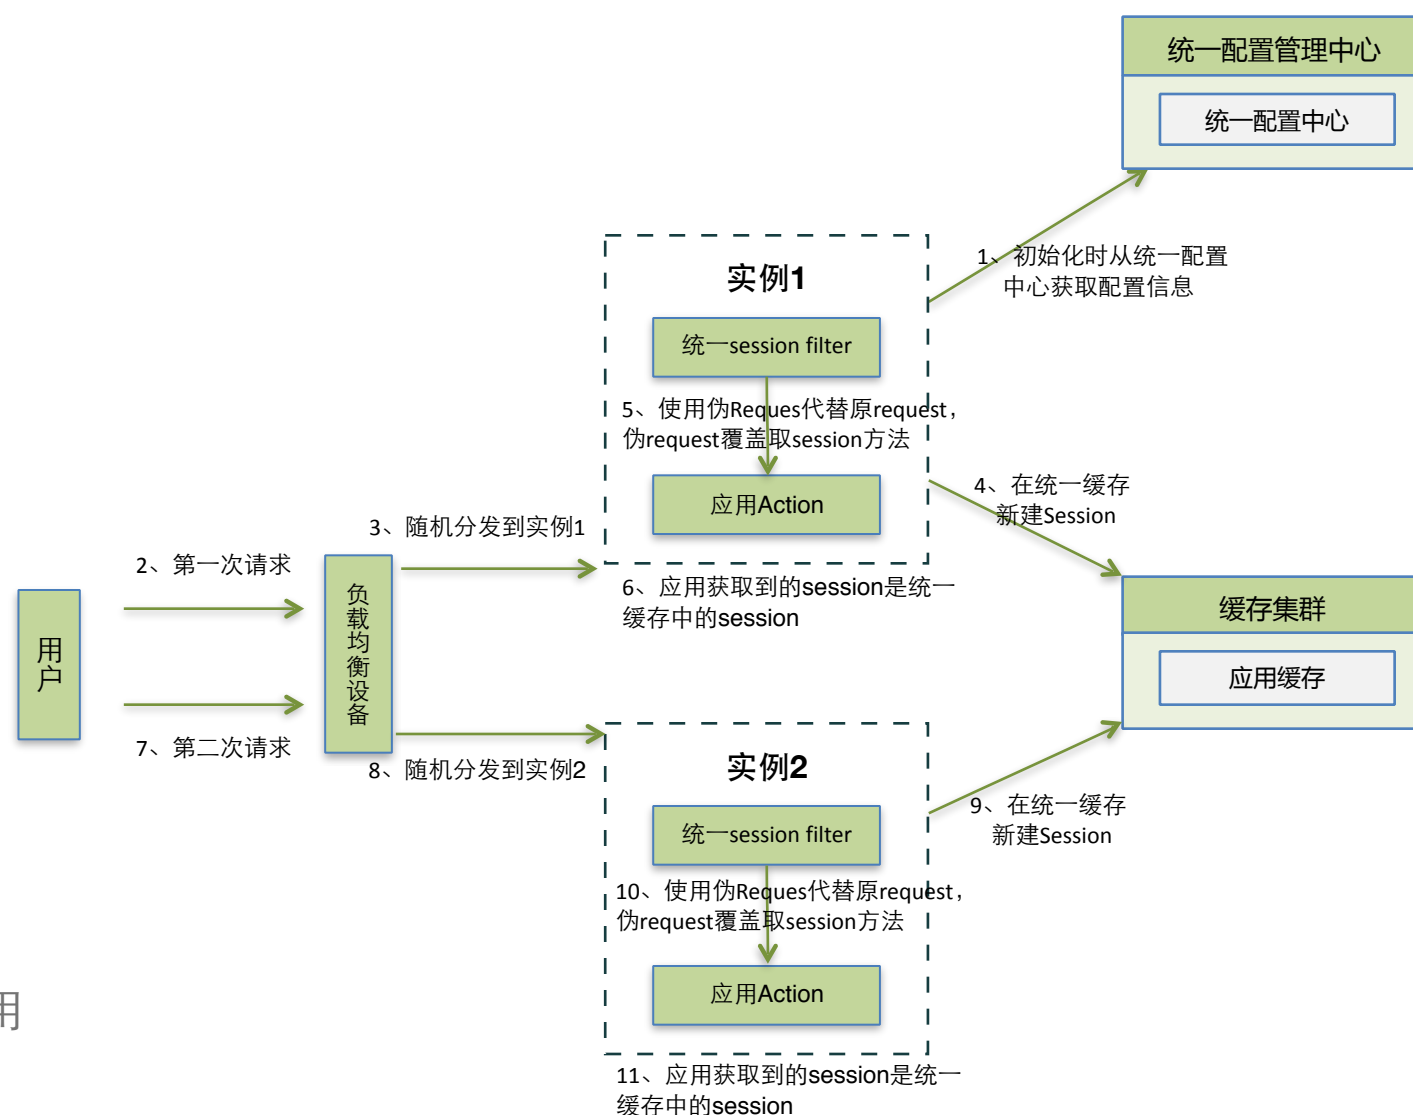 统一配置管理中心
统一配置中心
1、初始化时从统一配置
中心获取配置信息
实例1
统一session filter
5、使用伪Reques代替原request，
伪request覆盖取session方法
应用Action
4、在统一缓存
新建Session
3、随机分发到实例1
2、第一次请求
6、应用获取到的session是统一
缓存中的session
用户
负载均衡设备
缓存集群
应用缓存
7、第二次请求
8、随机分发到实例2
实例2
统一session filter
9、在统一缓存
新建Session
10、使用伪Reques代替原request，
伪request覆盖取session方法
应用Action
用
11、应用获取到的session是统一
缓存中的session